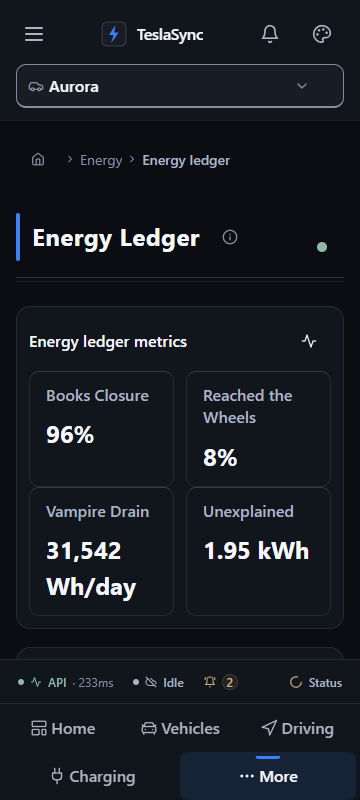 TeslaSync
Aurora
Energy
Energy ledger
Energy Ledger
Energy ledger metrics
Books Closure
96%
Reached the
Wheels
8%
Vampire Drain
31,542
Wh/day
Unexplained
1.95 kWh
API · 233ms
Idle
2
Status
Home
Vehicles
Driving
Charging
More